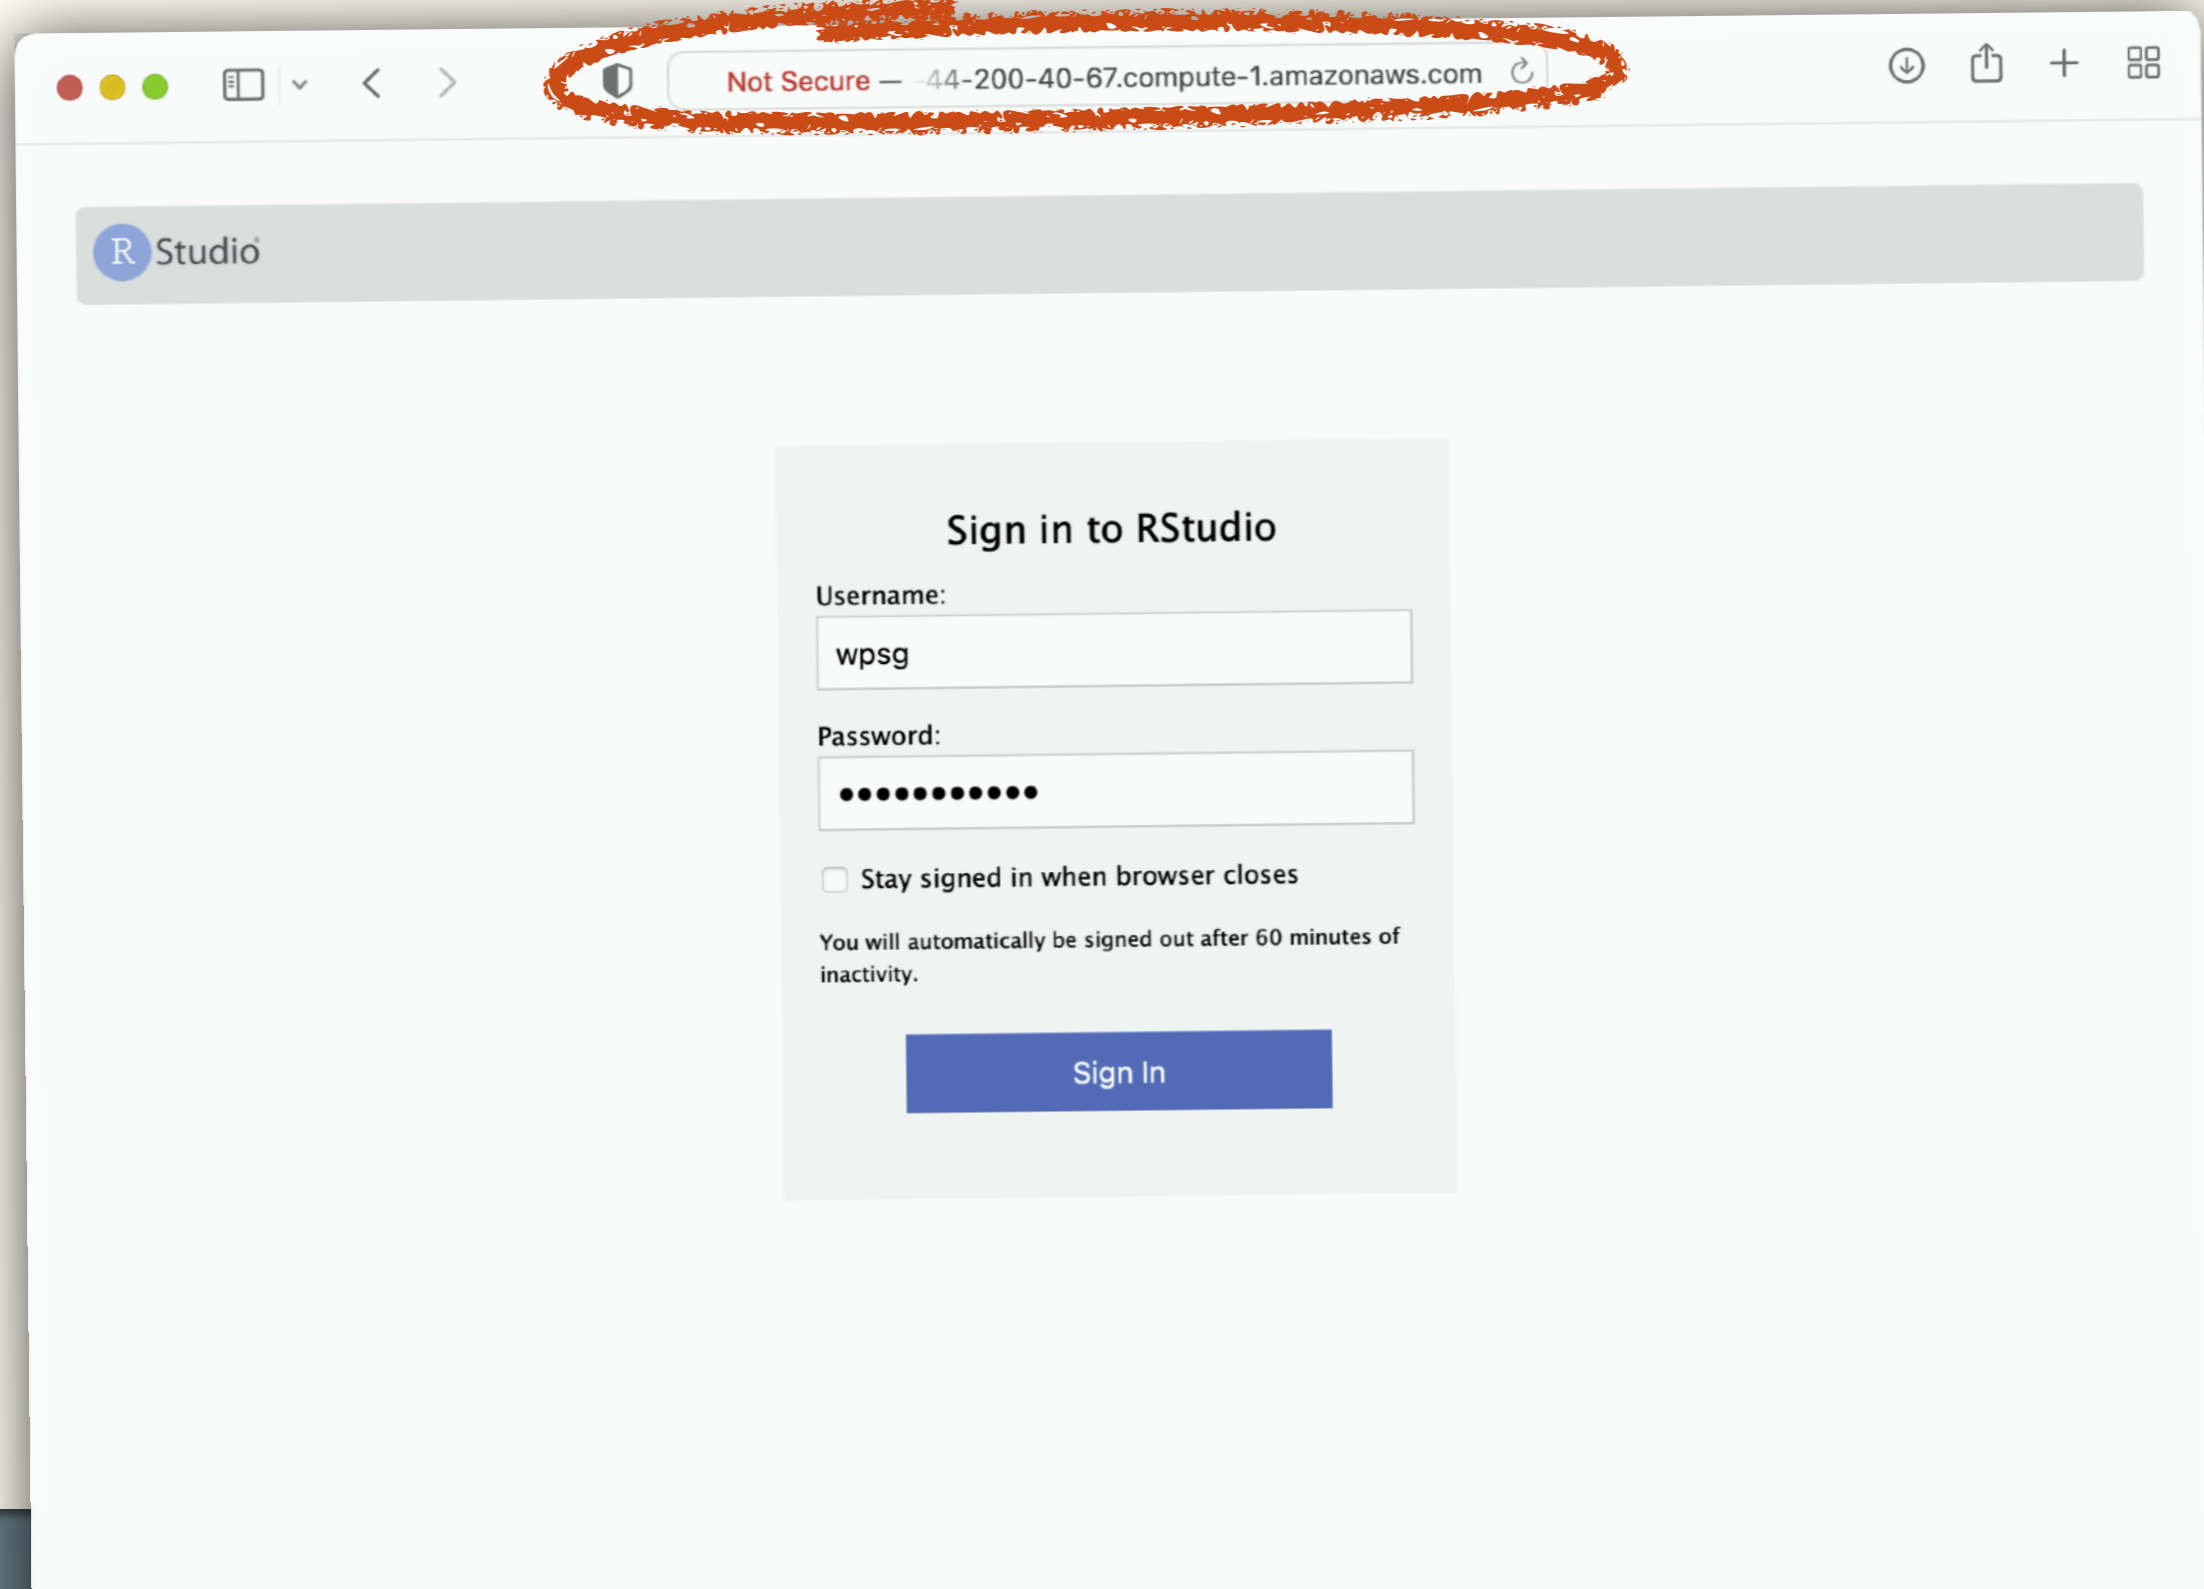 Not Secure — -44-200-40-67.compute-1.amazonaws.com
R Studio
Sign in to RStudio
Username:
wpsg
Password:
•••••••••••
Stay signed in when browser closes
You will automatically be signed out after 60 minutes of
inactivity.
Sign In